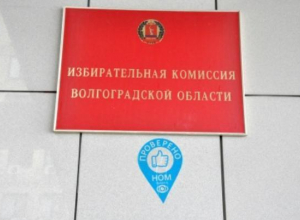 ИЗБИРАТЕЛЬНАЯ КОМИССИЯ
ВОЛГОГРАДСКОЙ ОБЛАСТИ
ПРОВЕРЕНО
НОМ